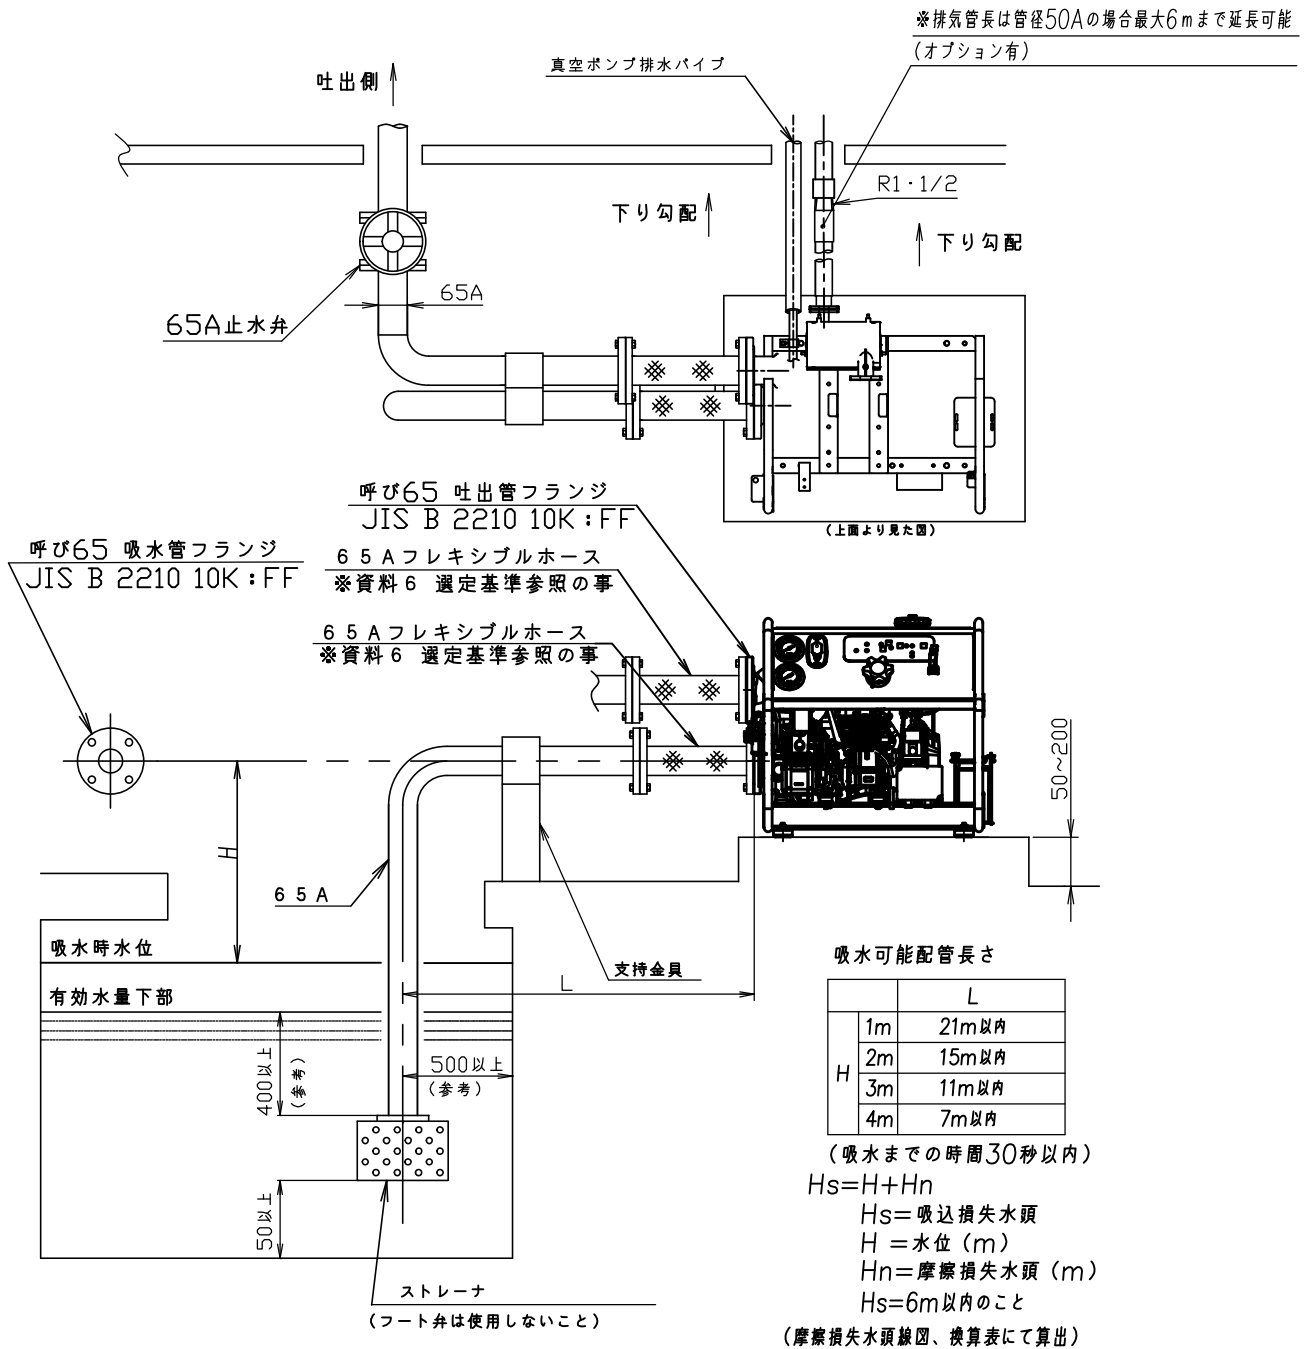 ※排気管長は管径50Aの場合最大6mまで延長可能
(オプション有)
真空ポンプ排水パイプ
吐出側
R1・1/2
下り勾配
下り勾配
65A
65A止水弁
呼び65 吐出管フランジ
JIS B 2210 10K:FF
(上面より見た図)
呼び65 吸水管フランジ
JIS B 2210 10K:FF
65Aフレキシブルホース
※資料6 選定基準参照の事
65Aフレキシブルホース
※資料6 選定基準参照の事
50~200
H
65A
吸水時水位
支持金具
L
有効水量下部
400以上
(参考)
500以上
(参考)
50以上
ストレーナ
(フート弁は使用しないこと)
吸水可能配管長さ
L
H
1m 21m以内
2m 15m以内
3m 11m以内
4m 7m以内
(吸水までの時間30秒以内)
Hs=H+Hn
Hs=吸込損失水頭
H =水位(m)
Hn=摩擦損失水頭(m)
Hs=6m以内のこと
(摩擦損失水頭線図、換算表にて算出)